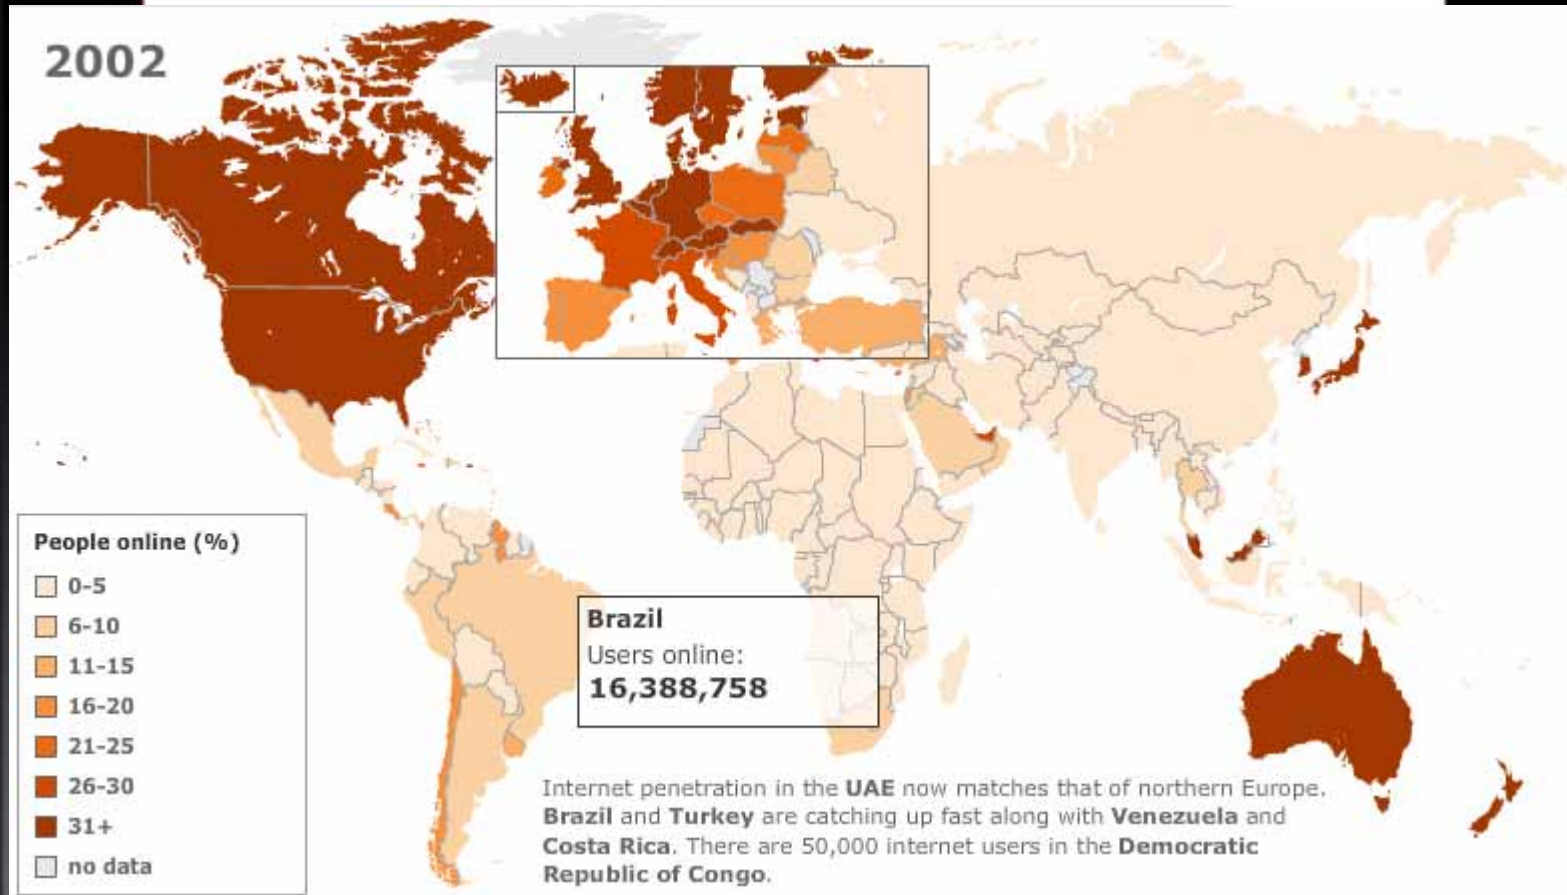 2002
People online (%)
0-5
6-10
11-15
16-20
21-25
26-30
31+
no data
Brazil
Users online:
16,388,758
Internet penetration in the UAE now matches that of northern Europe.
Brazil and Turkey are catching up fast along with Venezuela and
Costa Rica. There are 50,000 internet users in the Democratic
Republic of Congo.